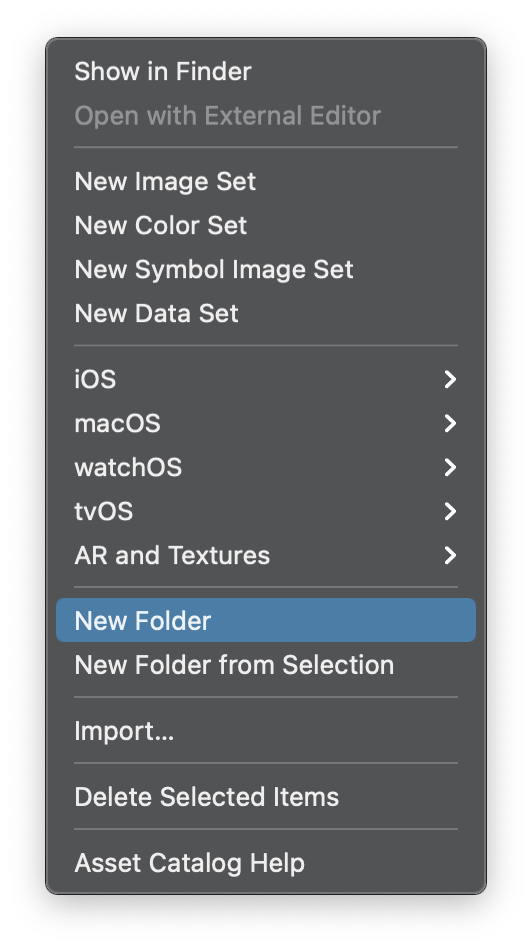 Show in Finder
Open with External Editor
New Image Set
New Color Set
New Symbol Image Set
New Data Set
iOS
macOS
watchOS
tvOS
AR and Textures
New Folder
New Folder from Selection
Import...
Delete Selected Items
Asset Catalog Help